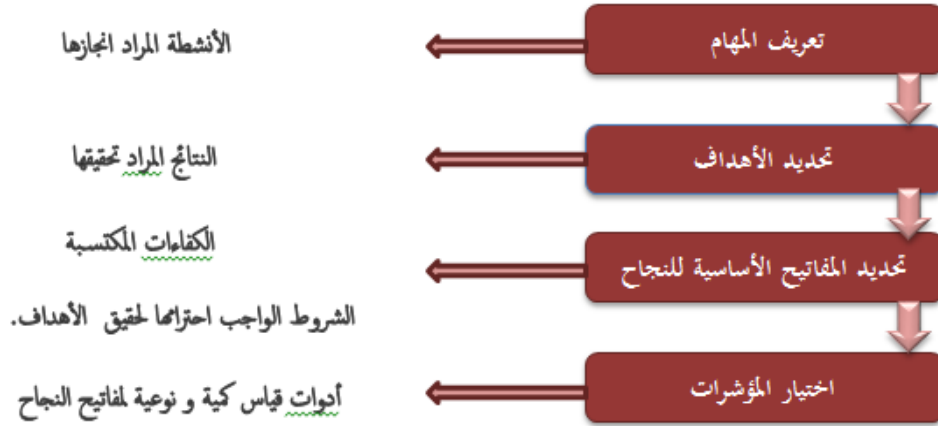 تعريف المهام
الأنشطة المراد انجازها
تحديد الأهداف
النتائج المراد تحقيقها
تحديد المفاتيح الأساسية للنجاح
الكفاءات المكتسبة
الشروط الواجب احترامها لحقيق الأهداف.
اختيار المؤشرات
أدوات قياس كمية و نوعية لمفاتيح النجاح